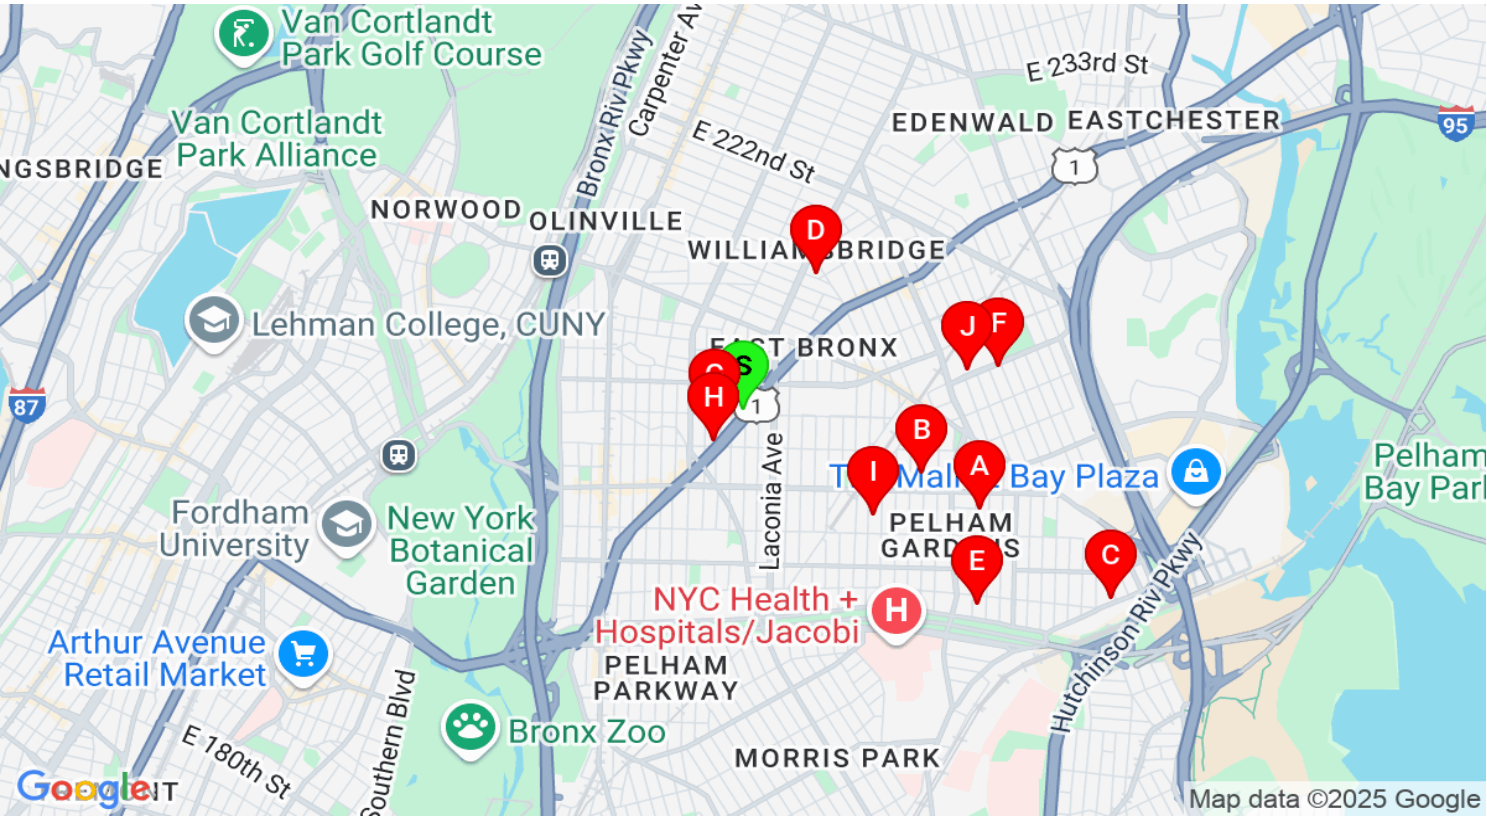 Van Cortlandt
Park Golf Course
E 233rd St
Carpenter Av
Bronx Riv Pkwy
Van Cortlandt
Park Alliance
EDENWALD
EASTCHESTER
95
E 222nd St
1
NGSBRIDGE
NORWOOD
OLINVILLE
D
WILLIAMSBRIDGE
Lehman College, CUNY
J
F
EAST BRONX
S
G
H
1
87
B
I
A
Laconia Ave
Bay Plaza
Pelham
Bay Park
Fordham
University
New York
Botanical
Garden
PELHAM
GARDENS
E
C
NYC Health +
Hospitals/Jacobi
H
Hutchinson Riv Pkwy
Arthur Avenue
Retail Market
PELHAM
PARKWAY
Southern Blvd
Bronx Zoo
E 180th St
MORRIS PARK
Google
NT
Map data ©2025 Google